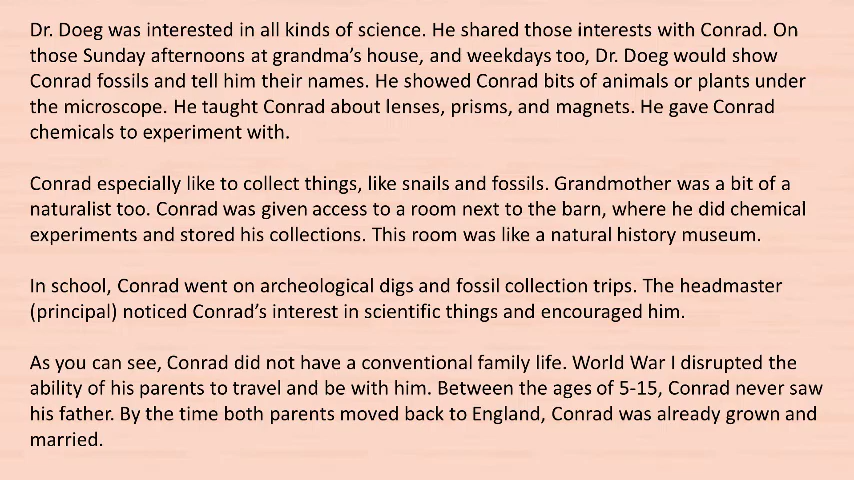 Dr. Doeg was interested in all kinds of science. He shared those interests with Conrad. On
those Sunday afternoons at grandma’s house, and weekdays too, Dr. Doeg would show
Conrad fossils and tell him their names. He showed Conrad bits of animals or plants under
the microscope. He taught Conrad about lenses, prisms, and magnets. He gave Conrad
chemicals to experiment with.
Conrad especially like to collect things, like snails and fossils. Grandmother was a bit of a
naturalist too. Conrad was given access to a room next to the barn, where he did chemical
experiments and stored his collections. This room was like a natural history museum.
In school, Conrad went on archeological digs and fossil collection trips. The headmaster
(principal) noticed Conrad’s interest in scientific things and encouraged him.
As you can see, Conrad did not have a conventional family life. World War I disrupted the
ability of his parents to travel and be with him. Between the ages of 5-15, Conrad never saw
his father. By the time both parents moved back to England, Conrad was already grown and
married.